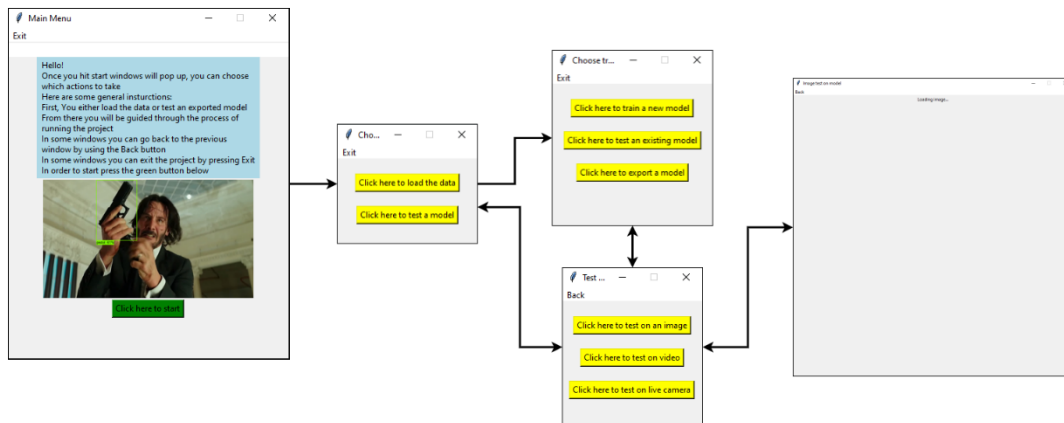 Main Menu
Exit
Hello!
Once you hit start windows will pop up, you can choose
which actions to take
Here are some general insturctions:
First, You either load the data or test an exported model
From there you will be guided through the process of
running the project
In some windows you can go back to the previous
window by using the Back button
In some windows you can exit the project by pressing Exit
In order to start press the green button below
Click here to start
Cho...
Exit
Click here to load the data
Click here to test a model
Choose tr...
Exit
Click here to train a new model
Click here to test an existing model
Click here to export a model
Test ...
Back
Click here to test on an image
Click here to test on video
Click here to test on live camera
Image test on model
Back
Loading image...